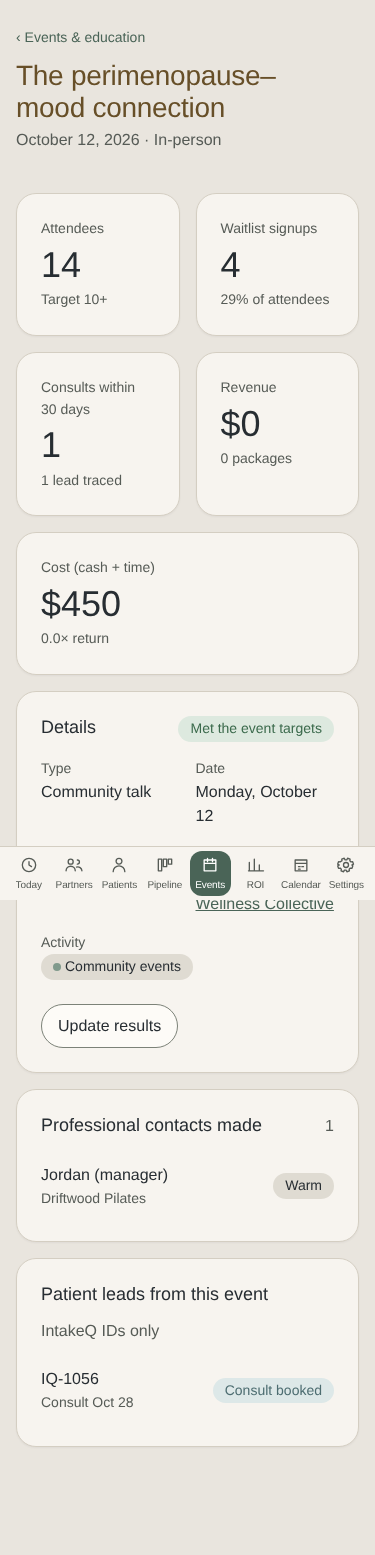 ‹ Events & education
The perimenopause–
mood connection
October 12, 2026 · In-person
Attendees
14
Target 10+
Waitlist signups
4
29% of attendees
Consults within
30 days
1
1 lead traced
Revenue
$0
0 packages
Cost (cash + time)
$450
0.0× return
Details
Met the event targets
Type
Community talk
Date
Monday, October
12
Today
Partners
Patients
Pipeline
Events
ROI
Calendar
Settings
Wellness Collective
Activity
Community events
Update results
Professional contacts made
1
Jordan (manager)
Driftwood Pilates
Warm
Patient leads from this event
IntakeQ IDs only
IQ-1056
Consult Oct 28
Consult booked